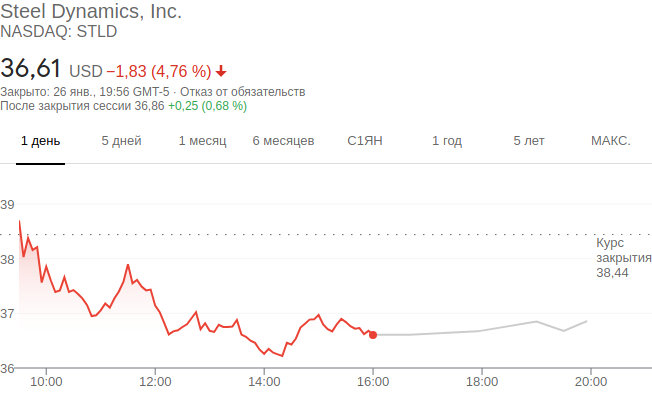 Steel Dynamics, Inc.
NASDAQ: STLD
36,61 USD −1,83 (4,76 %)
Закрыто: 26 янв., 19:56 GMT-5 · Отказ от обязательств
После закрытия сессии 36,86 +0,25 (0,68 %)
1 день 5 дней 1 месяц 6 месяцев С1ЯН 1 год 5 лет МАКС.
39
Курс
закрытия
38,44
38
37
36
10:00 12:00 14:00 16:00 18:00 20:00